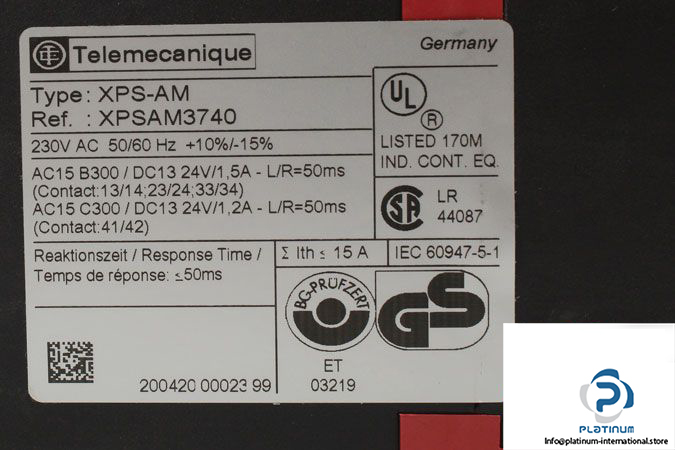 Telemecanique
Germany
Type: XPS-AM
Ref. : XPSAM3740
230V AC 50/60 Hz +10%/-15%
AC15 B300 / DC13 24V/1,5A - L/R=50ms
(Contact:13/14;23/24;33/34)
AC15 C300 / DC13 24V/1,2A - L/R=50ms
(Contact:41/42)
UL
®
LISTED 170M
IND. CONT. EQ.
SA
LR
44087
Reaktionszeit / Response Time /
Temps de réponse: ≤50ms
Σ Ith ≤ 15 A
IEC 60947-5-1
BG-PRÜFZERT
GS
ET
03219
200420 00023 99
PLATINUM
Info@platinum-international.store